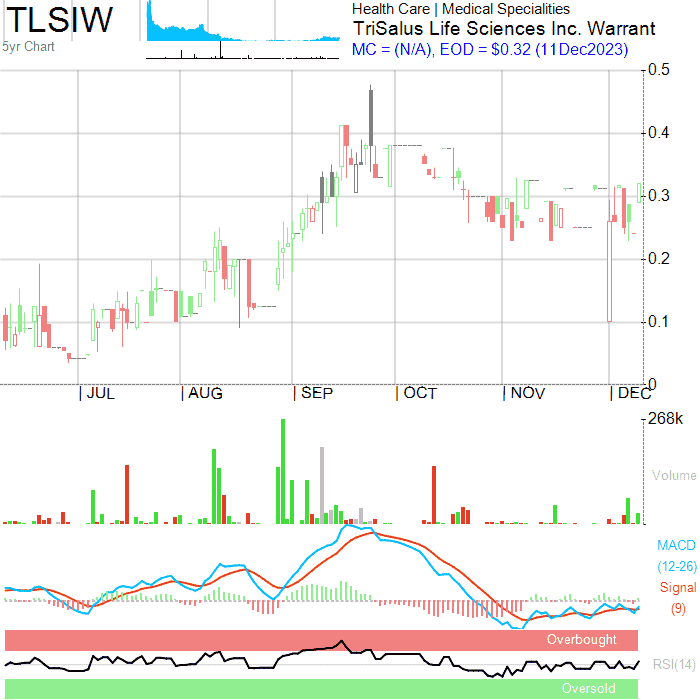 TLSIW
5yr Chart
Health Care | Medical Specialities
TriSalus Life Sciences Inc. Warrant
MC = (N/A), EOD = $0.32 (11Dec2023)
0.5
0.4
0.3
0.2
0.1
0
| JUL | AUG | SEP | OCT | NOV | DEC
268k
Volume
MACD
(12-26)
Signal
(9)
Overbought
RSI(14)
Oversold